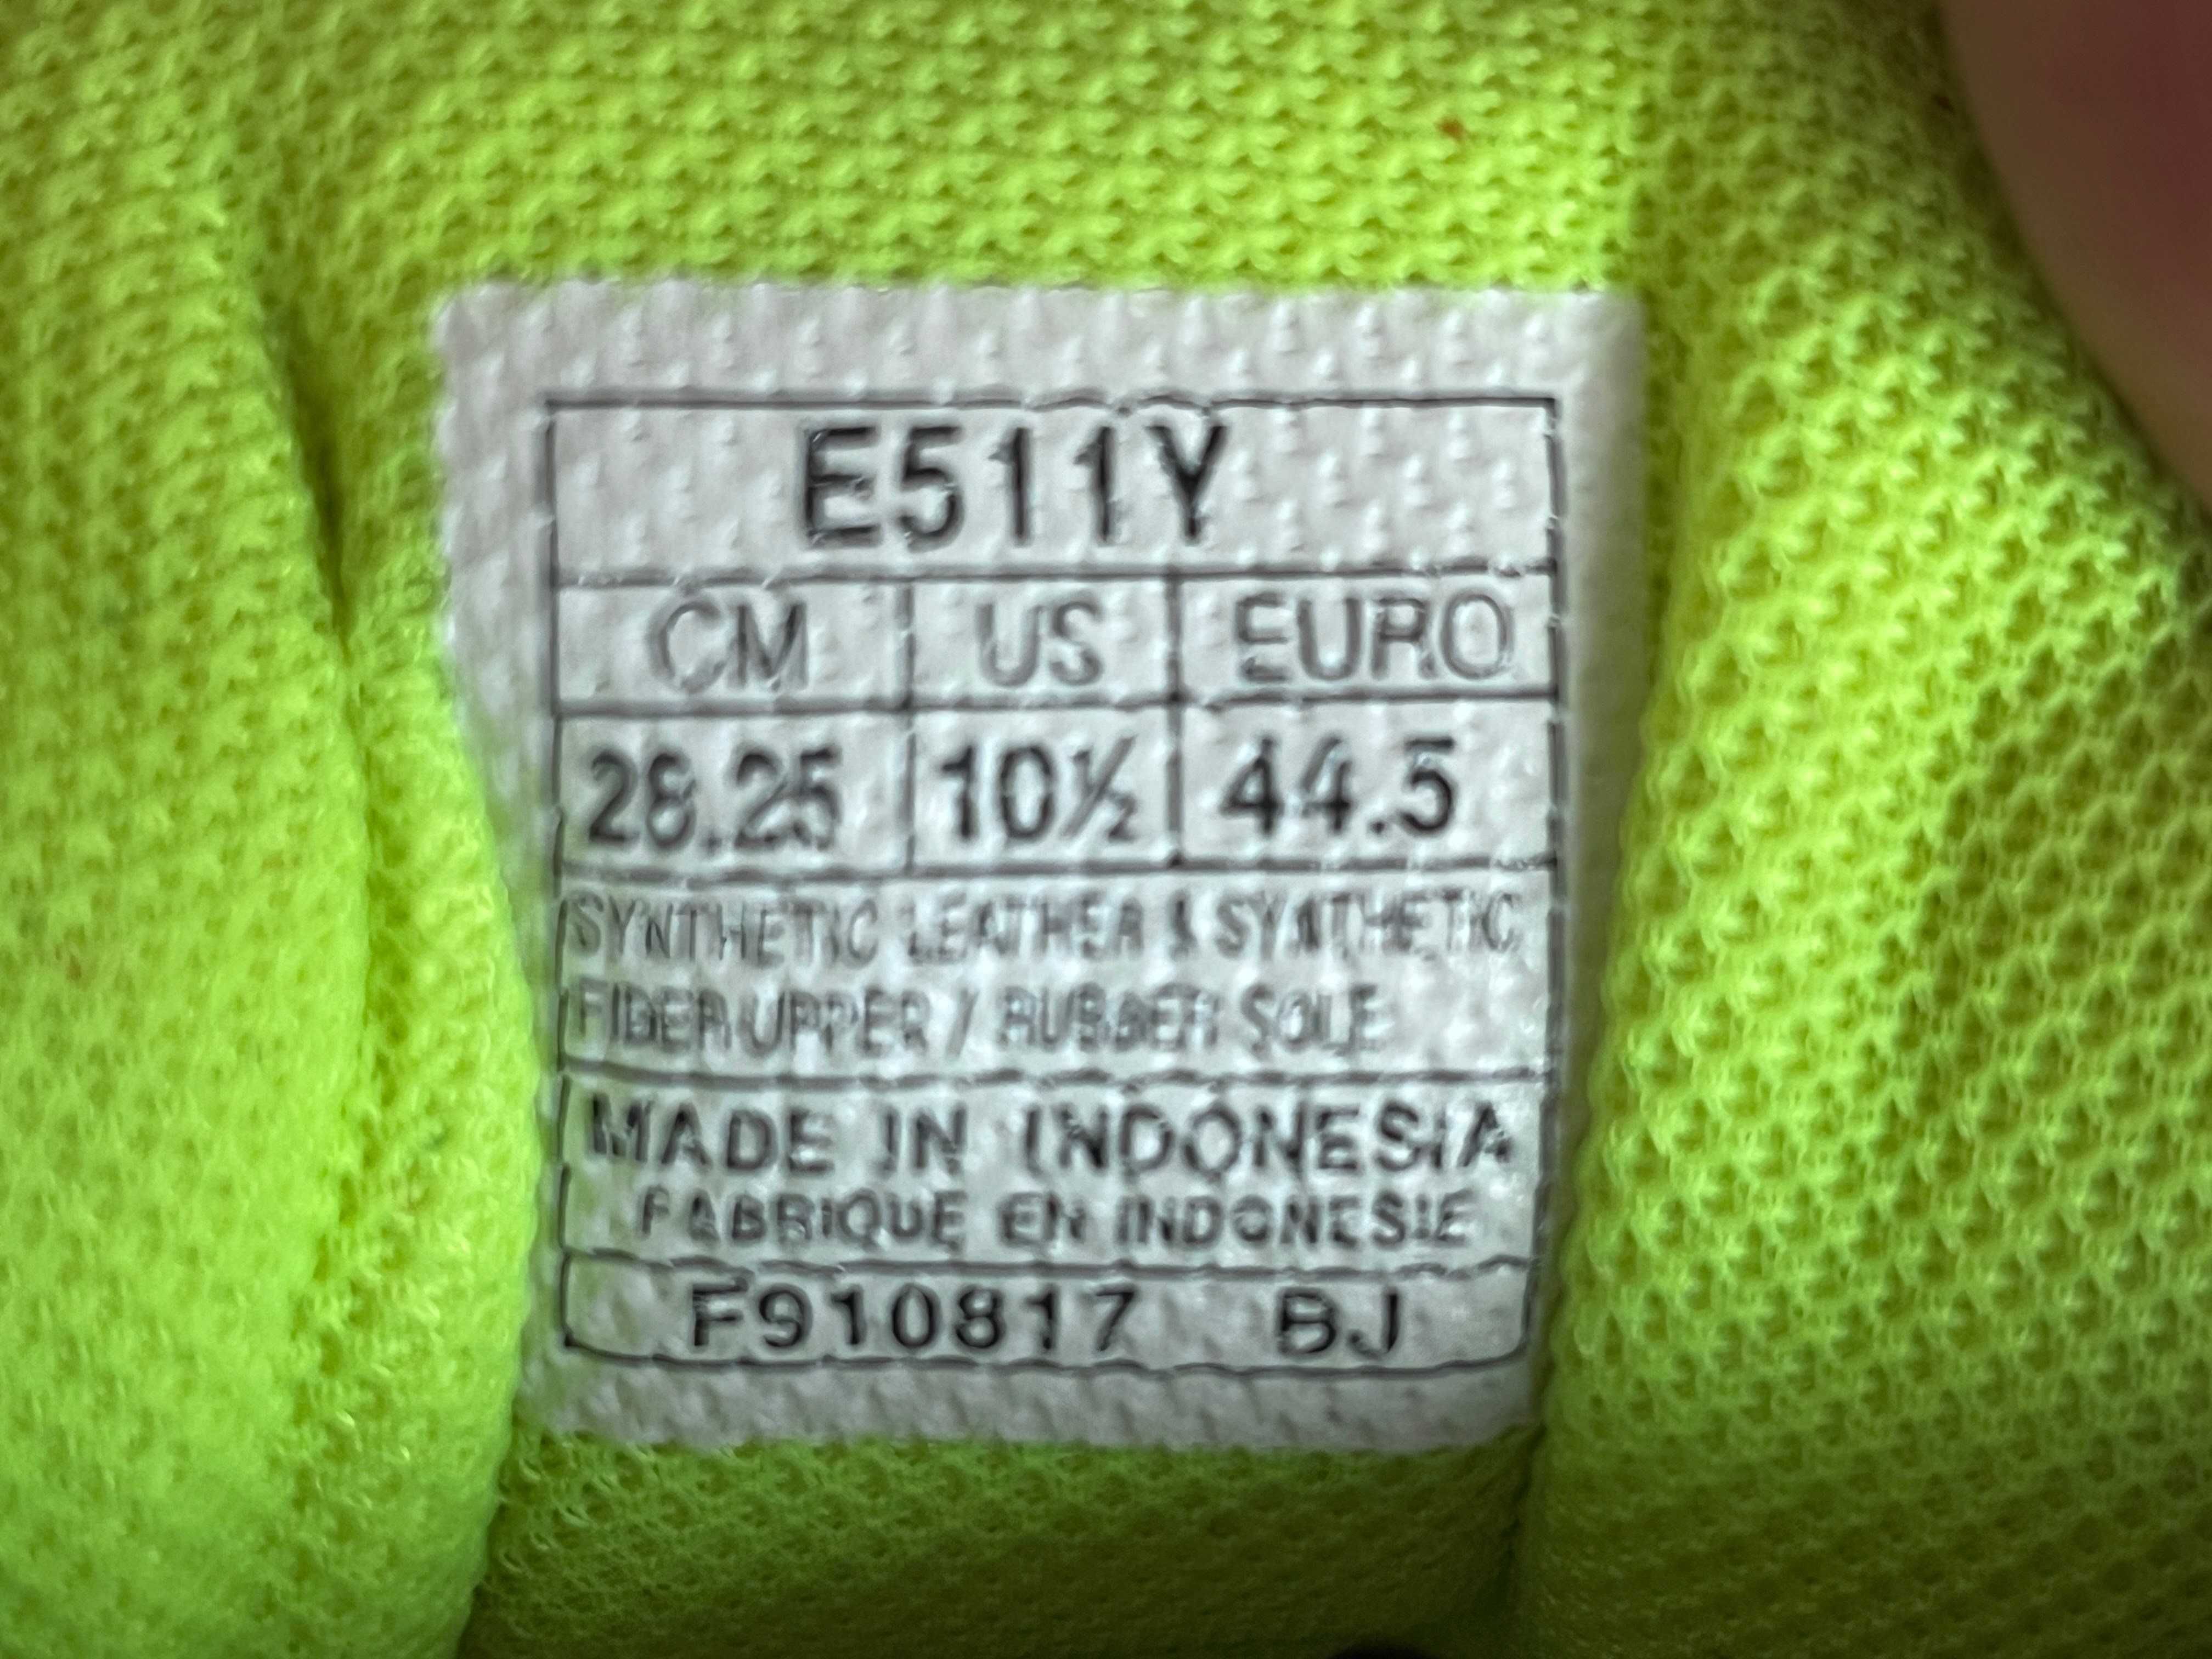 E511Y
CM US EURO
28.25 10½ 44.5
SYNTHETIC LEATHER & SYNTHETIC
FIBER UPPER / RUBBER SOLE
MADE IN INDONESIA
FABRIQUE EN INDONESIE
F910817 BJ